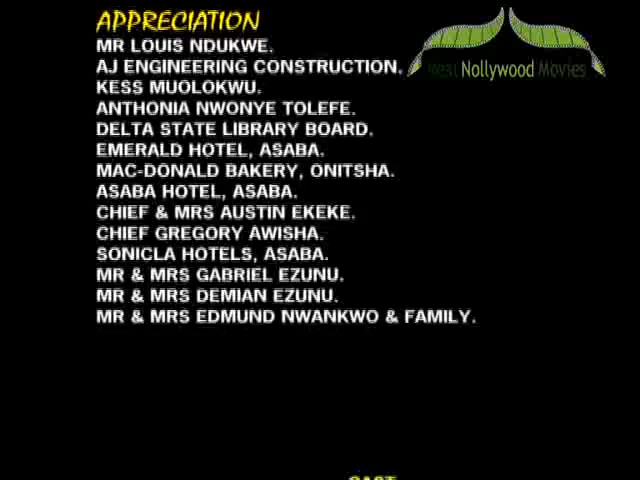 APPRECIATION
MR LOUIS NDUKWE.
AJ ENGINEERING CONSTRUCTION.
KESS MUOLOKWU.
ANTHONIA NWONYE TOLEFE.
DELTA STATE LIBRARY BOARD.
EMERALD HOTEL, ASABA.
MAC-DONALD BAKERY, ONITSHA.
ASABA HOTEL, ASABA.
CHIEF & MRS AUSTIN EKEKE.
CHIEF GREGORY AWISHA.
SONICLA HOTELS, ASABA.
MR & MRS GABRIEL EZUNU.
MR & MRS DEMIAN EZUNU.
MR & MRS EDMUND NWANKWO & FAMILY.
Nollywood Movies
CAST